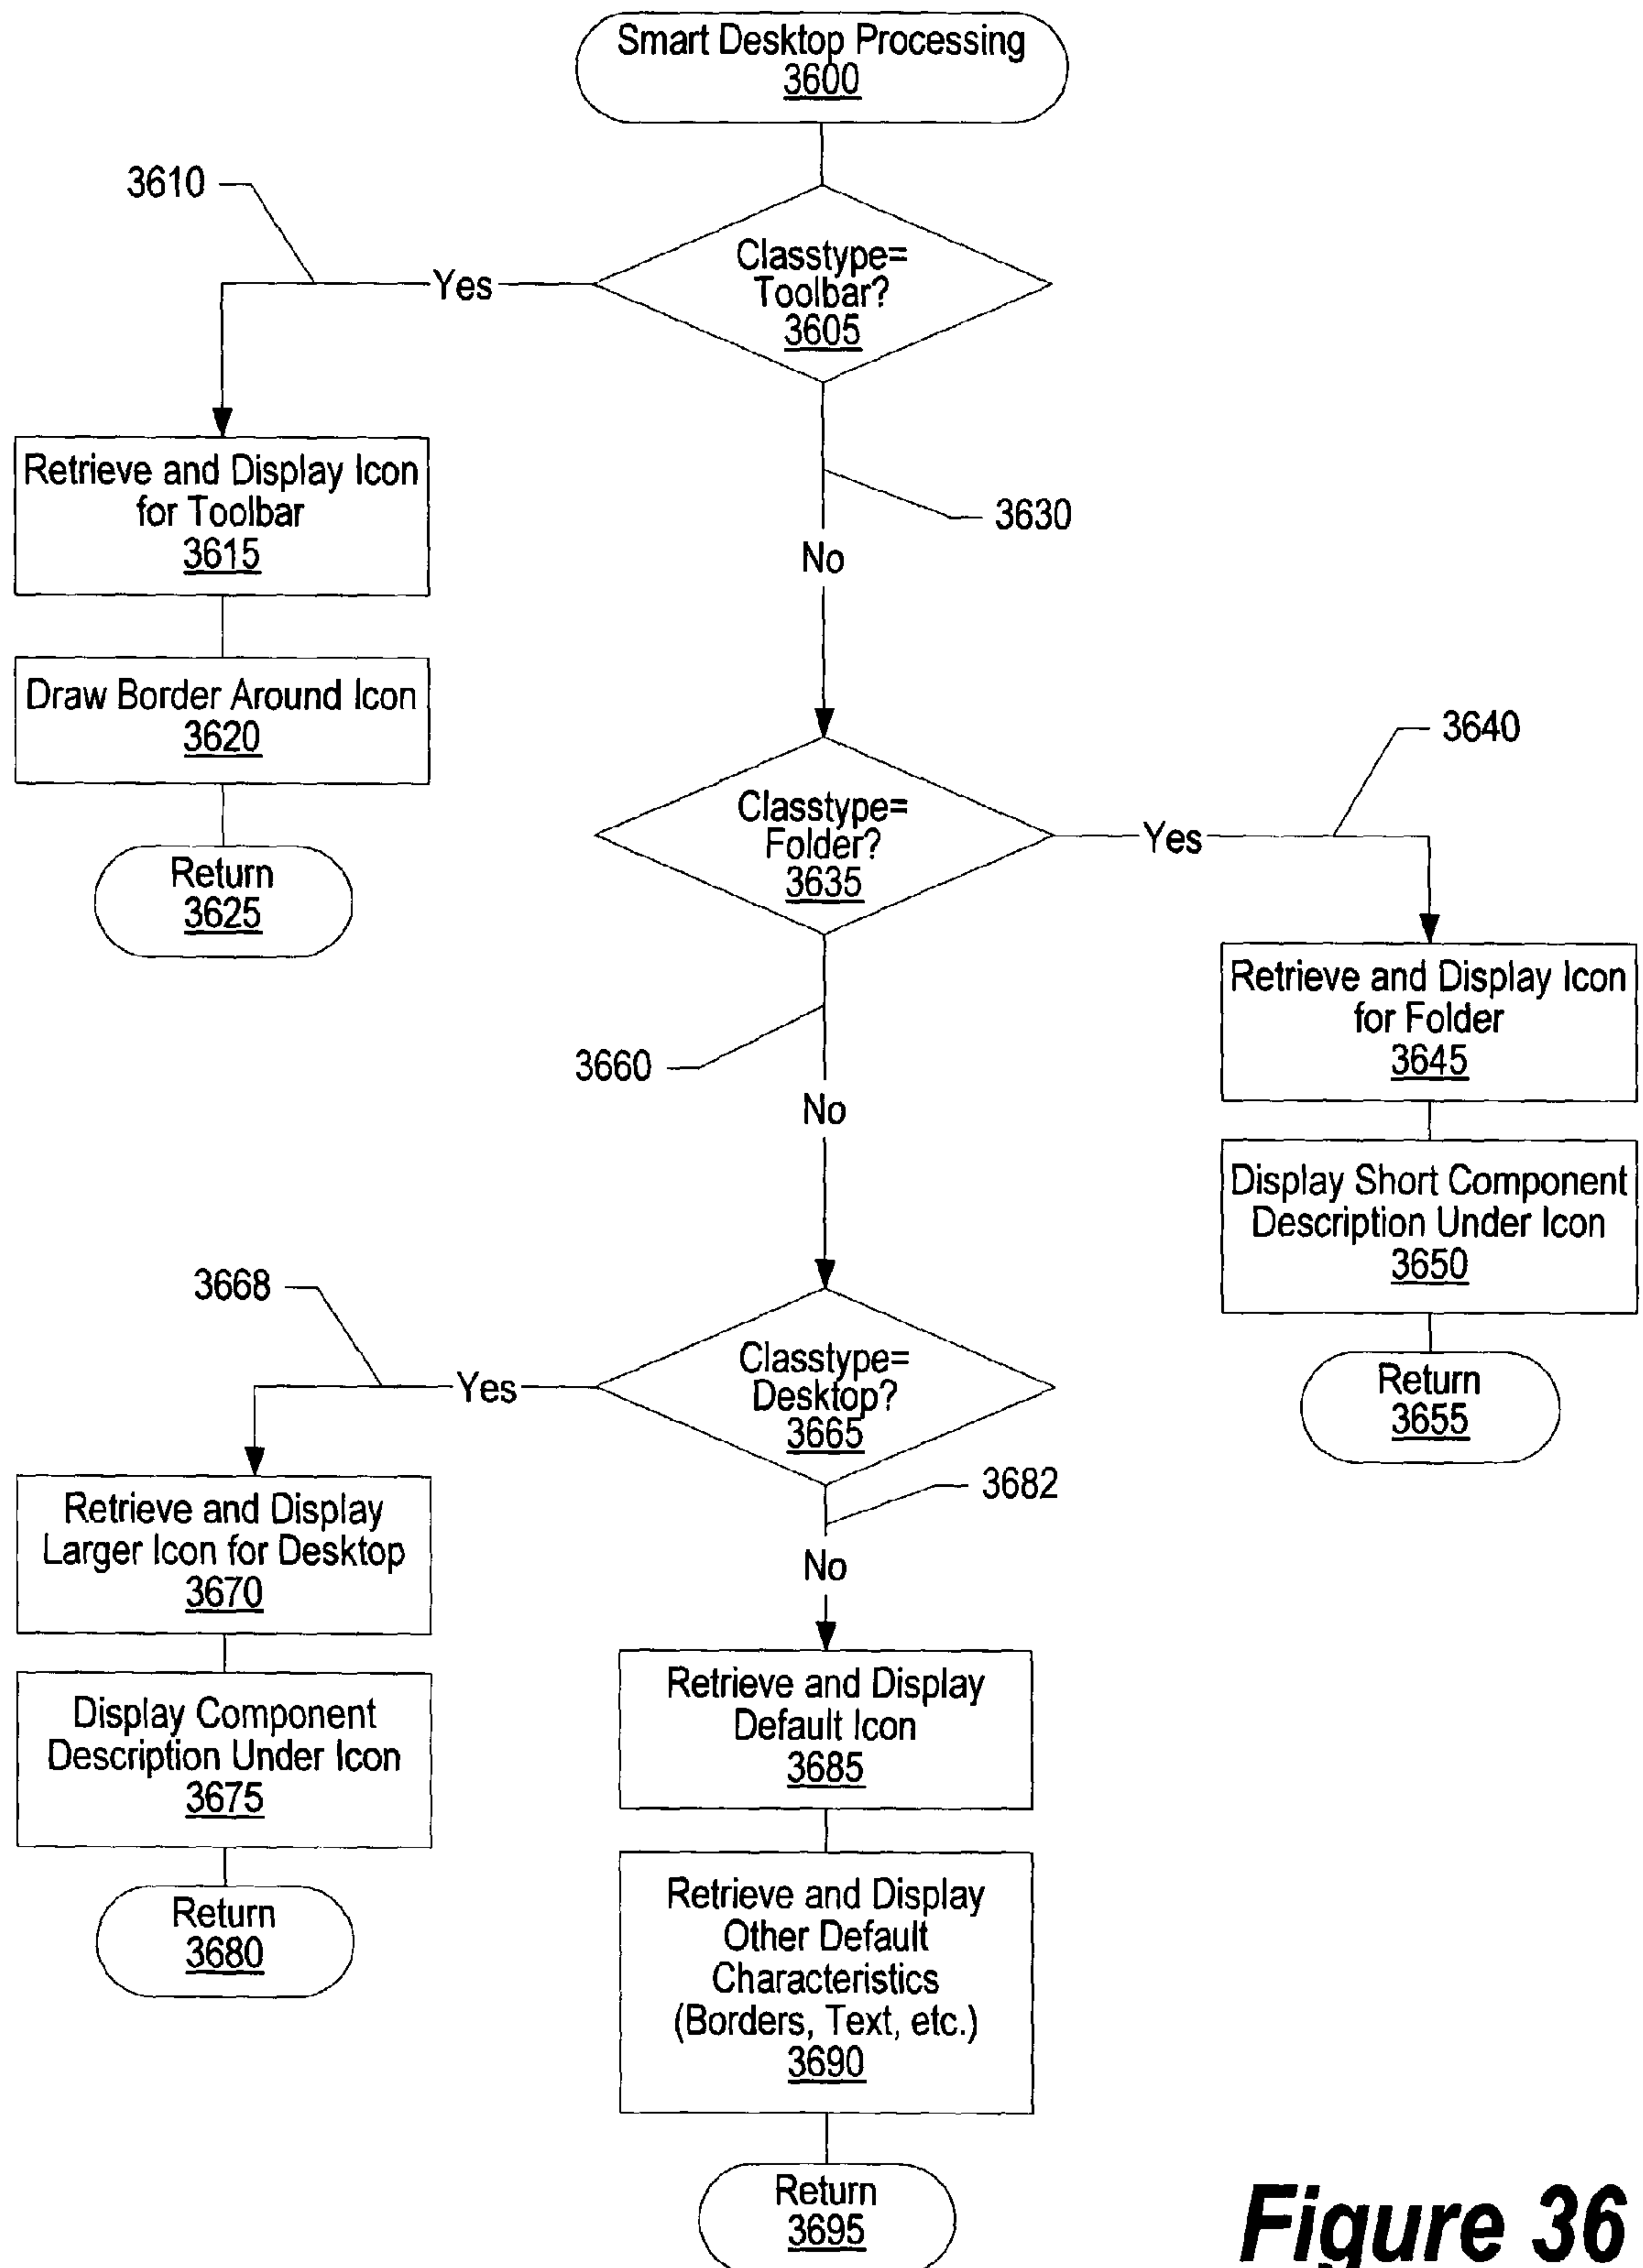 Smart Desktop Processing
3600
3610
Yes
Classtype=
Toolbar?
3605
Retrieve and Display Icon
for Toolbar
3615
3630
No
Draw Border Around Icon
3620
Return
3625
Classtype=
Folder?
3635
Yes
3640
Retrieve and Display Icon
for Folder
3645
3660
No
Display Short Component
Description Under Icon
3650
Return
3655
3668
Yes
Classtype=
Desktop?
3665
3682
No
Retrieve and Display
Larger Icon for Desktop
3670
Display Component
Description Under Icon
3675
Return
3680
Retrieve and Display
Default Icon
3685
Retrieve and Display
Other Default
Characteristics
(Borders, Text, etc.)
3690
Return
3695
Figure 36